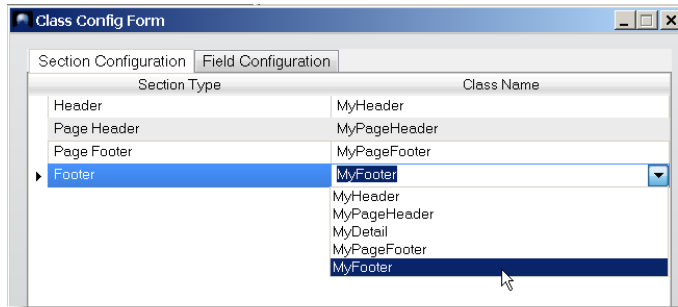 Class Config Form
Section Configuration Field Configuration
Section Type Class Name
Header MyHeader
Page Header MyPageHeader
Page Footer MyPageFooter
Footer MyFooter
MyHeader
MyPageHeader
MyDetail
MyPageFooter
MyFooter